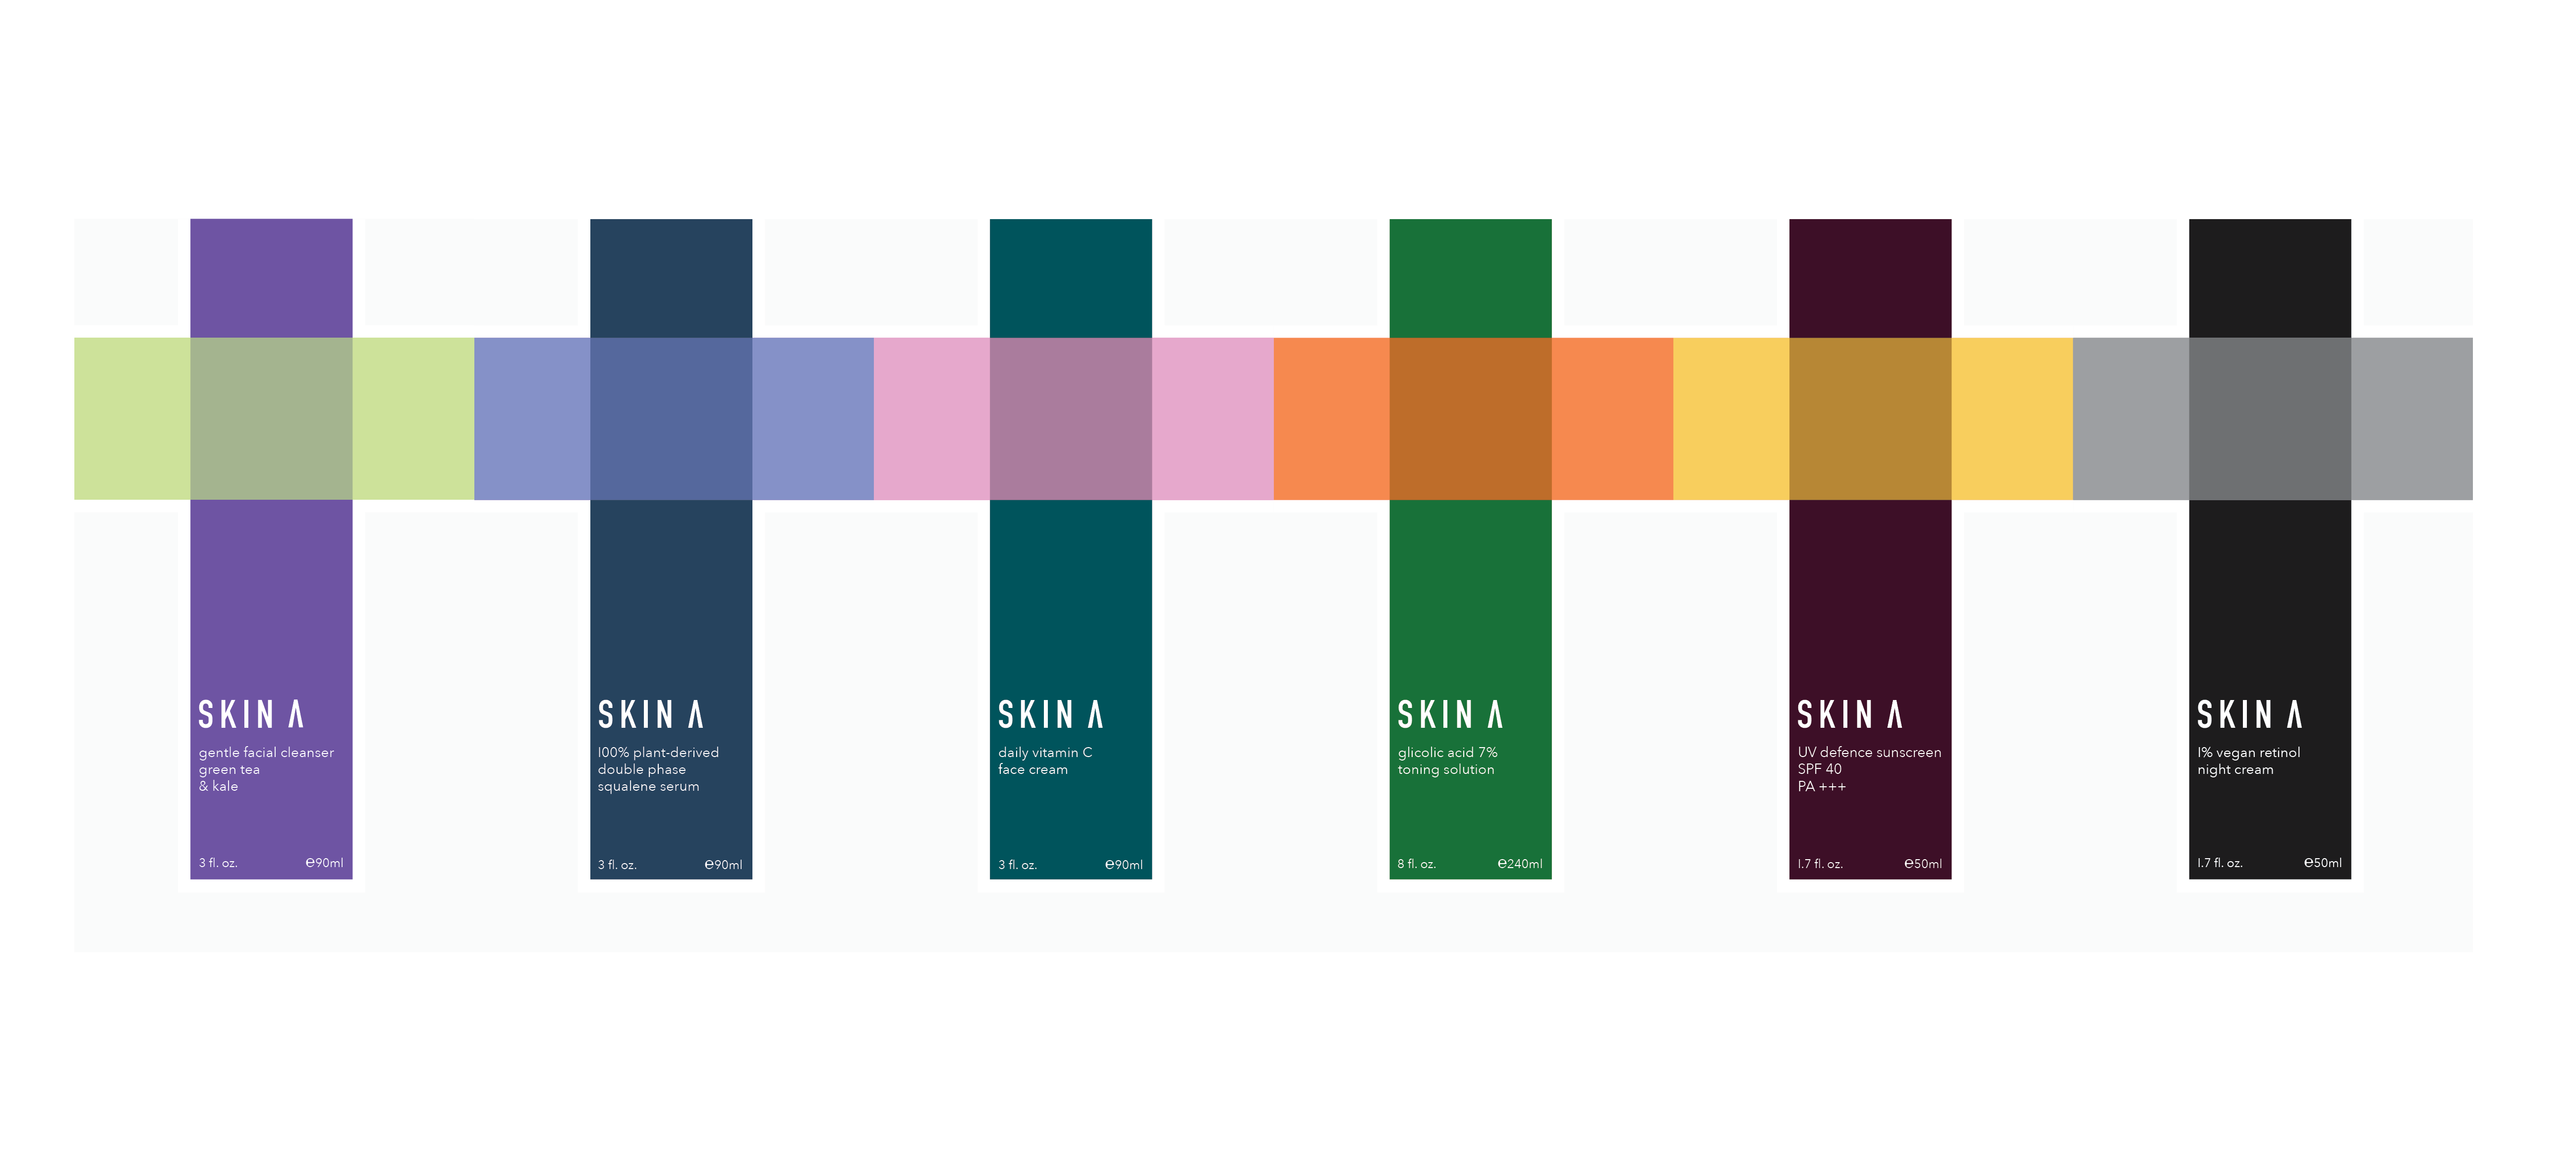 SKIN Λ
gentle facial cleanser
green tea
& kale
3 fl. oz. ℮90ml
SKIN Λ
100% plant-derived
double phase
squalene serum
3 fl. oz. ℮90ml
SKIN Λ
daily vitamin C
face cream
3 fl. oz. ℮90ml
SKIN Λ
glicolic acid 7%
toning solution
8 fl. oz. ℮240ml
SKIN Λ
UV defence sunscreen
SPF 40
PA +++
1.7 fl. oz. ℮50ml
SKIN Λ
1% vegan retinol
night cream
1.7 fl. oz. ℮50ml